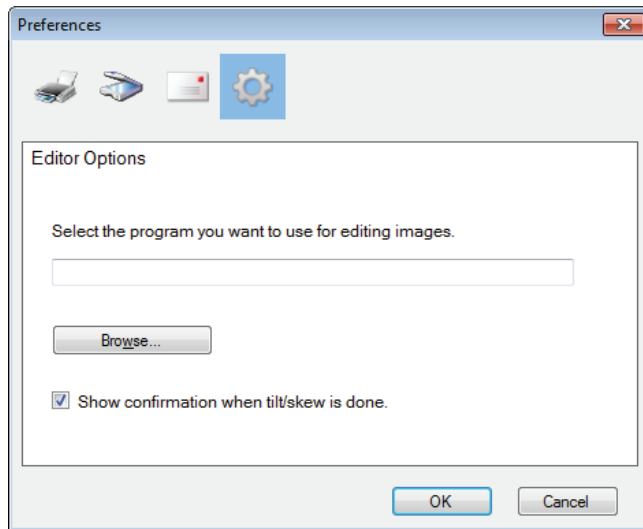 Preferences
Editor Options
Select the program you want to use for editing images.
Browse...
Show confirmation when tilt/skew is done.
OK
Cancel